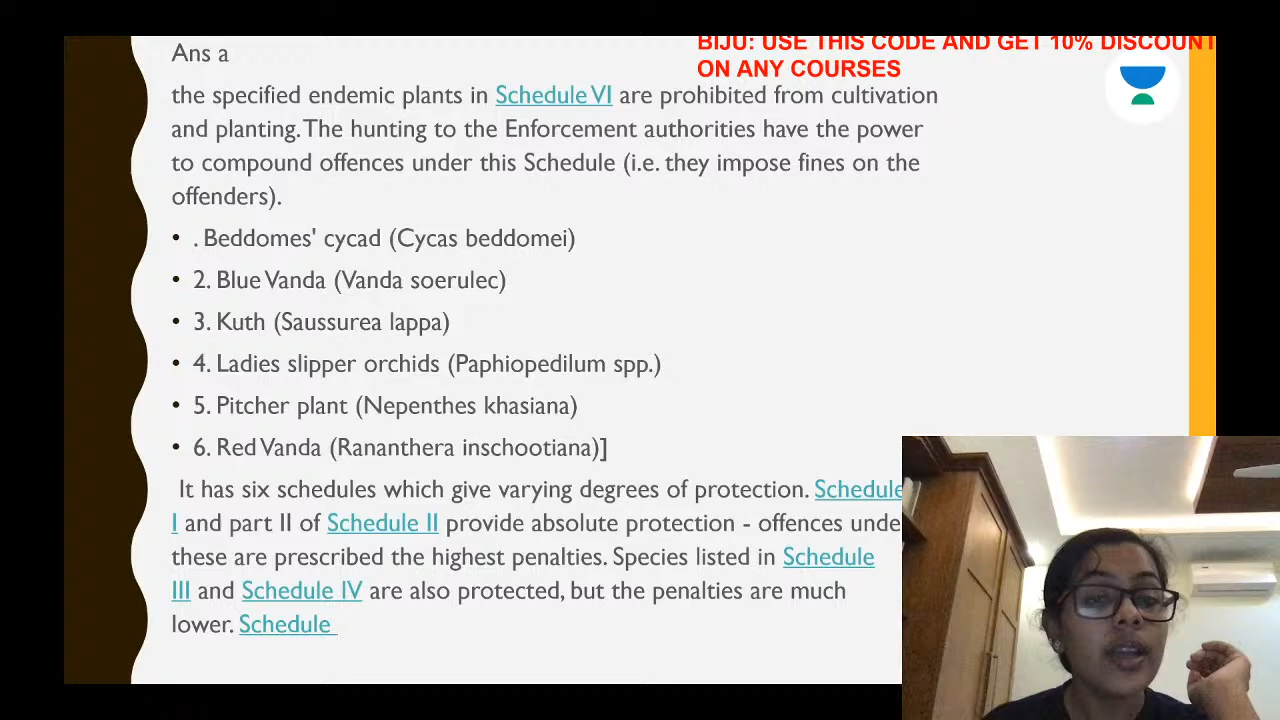 Ans a
BIJU: USE THIS CODE AND GET 10% DISCOUNT
ON ANY COURSES
the specified endemic plants in Schedule VI are prohibited from cultivation
and planting. The hunting to the Enforcement authorities have the power
to compound offences under this Schedule (i.e. they impose fines on the
offenders).
• . Beddomes' cycad (Cycas beddomei)
• 2. Blue Vanda (Vanda soerulec)
• 3. Kuth (Saussurea lappa)
• 4. Ladies slipper orchids (Paphiopedilum spp.)
• 5. Pitcher plant (Nepenthes khasiana)
• 6. Red Vanda (Rananthera inschootiana)]
It has six schedules which give varying degrees of protection. Schedule
I and part II of Schedule II provide absolute protection - offences unde
these are prescribed the highest penalties. Species listed in Schedule
III and Schedule IV are also protected, but the penalties are much
lower. Schedule